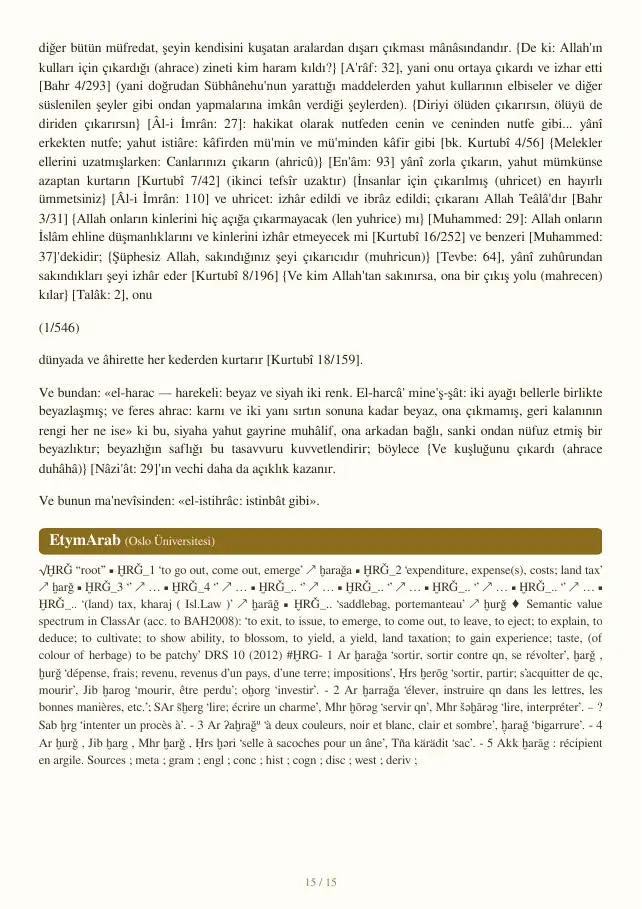 diğer bütün müfredat, şeyin kendisini kuşatan aralardan dışarı çıkması mânâsındandır. {De ki: Allah'ın
kulları için çıkardığı (ahrace) zineti kim haram kıldı?} [A'râf: 32], yani onu ortaya çıkardı ve izhar etti
[Bahr 4/293] (yani doğrudan Sübhânehu'nun yarattığı maddelerden yahut kullarının elbiseler ve diğer
süslenilen şeyler gibi ondan yapmalarına imkân verdiği şeylerden). {Diriyi ölüden çıkarırsın, ölüyü de
diriden çıkarırsın} [Âl-i İmrân: 27]: hakikat olarak nutfeden cenin ve ceninden nutfe gibi... yânî
erkekten nutfe; yahut istiâre: kâfirden mü'min ve mü'minden kâfir gibi [bk. Kurtubî 4/56] {Melekler
ellerini uzatmışlarken: Canlarınızı çıkarın (ahricû)} [En'âm: 93] yânî zorla çıkarın, yahut mümkünse
azaptan kurtarın [Kurtubî 7/42] (ikinci tefsîr uzaktır) {İnsanlar için çıkarılmış (uhricet) en hayırlı
ümmetsiniz} [Âl-i İmrân: 110] ve uhricet: izhâr edildi ve ibrâz edildi; çıkaranı Allah Teâlâ'dır [Bahr
3/31] {Allah onların kinlerini hiç açığa çıkarmayacak (len yuhrice) mı} [Muhammed: 29]: Allah onların
İslâm ehline düşmanlıklarını ve kinlerini izhâr etmeyecek mi [Kurtubî 16/252] ve benzeri [Muhammed:
37]'dekidir; {Şüphesiz Allah, sakındığınız şeyi çıkarıcıdır (muhricun)} [Tevbe: 64], yânî zuhûrundan
sakındıkları şeyi izhâr eder [Kurtubî 8/196] {Ve kim Allah'tan sakınırsa, ona bir çıkış yolu (mahrecen)
kılar} [Talâk: 2], onu
(1/546)
dünyada ve âhirette her kederden kurtarır [Kurtubî 18/159].
Ve bundan: «el-harac — harekeli: beyaz ve siyah iki renk. El-harcâ' mine'ş-şât: iki ayağı bellerle birlikte
beyazlaşmış; ve feres ahrac: karnı ve iki yanı sırtın sonuna kadar beyaz, ona çıkmamış, geri kalanının
rengi her ne ise» ki bu, siyaha yahut gayrine muhâlif, ona arkadan bağlı, sanki ondan nüfuz etmiş bir
beyazlıktır; beyazlığın saflığı bu tasavvuru kuvvetlendirir; böylece {Ve kuşluğunu çıkardı (ahrace
duhâhâ)} [Nâzi'ât: 29]'ın vechi daha da açıklık kazanır.
Ve bunun ma'nevîsinden: «el-istihrâc: istinbât gibi».
EtymArab (Oslo Üniversitesi)
√ḪRǦ “root” ▪ ḪRǦ_1 ‘to go out, come out, emerge’ ↗ ḫaraǧa ▪ ḪRǦ_2 ‘expenditure, expense(s), costs; land tax’
↗ ḫarǧ ▪ ḪRǦ_3 ‘’ ↗ … ▪ ḪRǦ_4 ‘’ ↗ … ▪ ḪRǦ_.. ‘’ ↗ … ▪ ḪRǦ_.. ‘’ ↗ … ▪ ḪRǦ_.. ‘’ ↗ … ▪ ḪRǦ_.. ‘’ ↗ … ▪
ḪRǦ_.. ‘(land) tax, kharaj ( Isl.Law )’ ↗ ḫarāǧ ▪ ḪRǦ_.. ‘saddlebag, portemanteau’ ↗ ḫurǧ ♦ Semantic value
spectrum in ClassAr (acc. to BAH2008): ‘to exit, to issue, to emerge, to come out, to leave, to eject; to explain, to
deduce; to cultivate; to show ability, to blossom, to yield, a yield, land taxation; to gain experience; taste, (of
colour of herbage) to be patchy’ DRS 10 (2012) #ḪRG- 1 Ar ḫaraǧa ‘sortir, sortir contre qn, se révolter’, ḫarǧ ,
ḫurǧ ‘dépense, frais; revenu, revenus d’un pays, d’une terre; impositions’, Ḥrs ḫerōg ‘sortir, partir; s’acquitter de qc,
mourir’, Jib ḫarog ‘mourir, être perdu’; oḫorg ‘investir’. - 2 Ar ḫarraǧa ‘élever, instruire qn dans les lettres, les
bonnes manières, etc.’; SAr šḫerg ‘lire; écrire un charme’, Mhr ḫōrəg ‘servir qn’, Mhr šəḫārəg ‘lire, interpréter’. – ?
Sab ḫrg ‘intenter un procès à’. - 3 Ar ʔaḫraǧᵘ ‘à deux couleurs, noir et blanc, clair et sombre’, ḫaraǧ ‘bigarrure’. - 4
Ar ḫurǧ , Jib ḫarg , Mhr ḫarǧ , Ḥrs ḫəri ‘selle à sacoches pour un âne’, Tña kärädit ‘sac’. - 5 Akk ḫarāg : récipient
en argile. Sources ; meta ; gram ; engl ; conc ; hist ; cogn ; disc ; west ; deriv ;
15 / 15